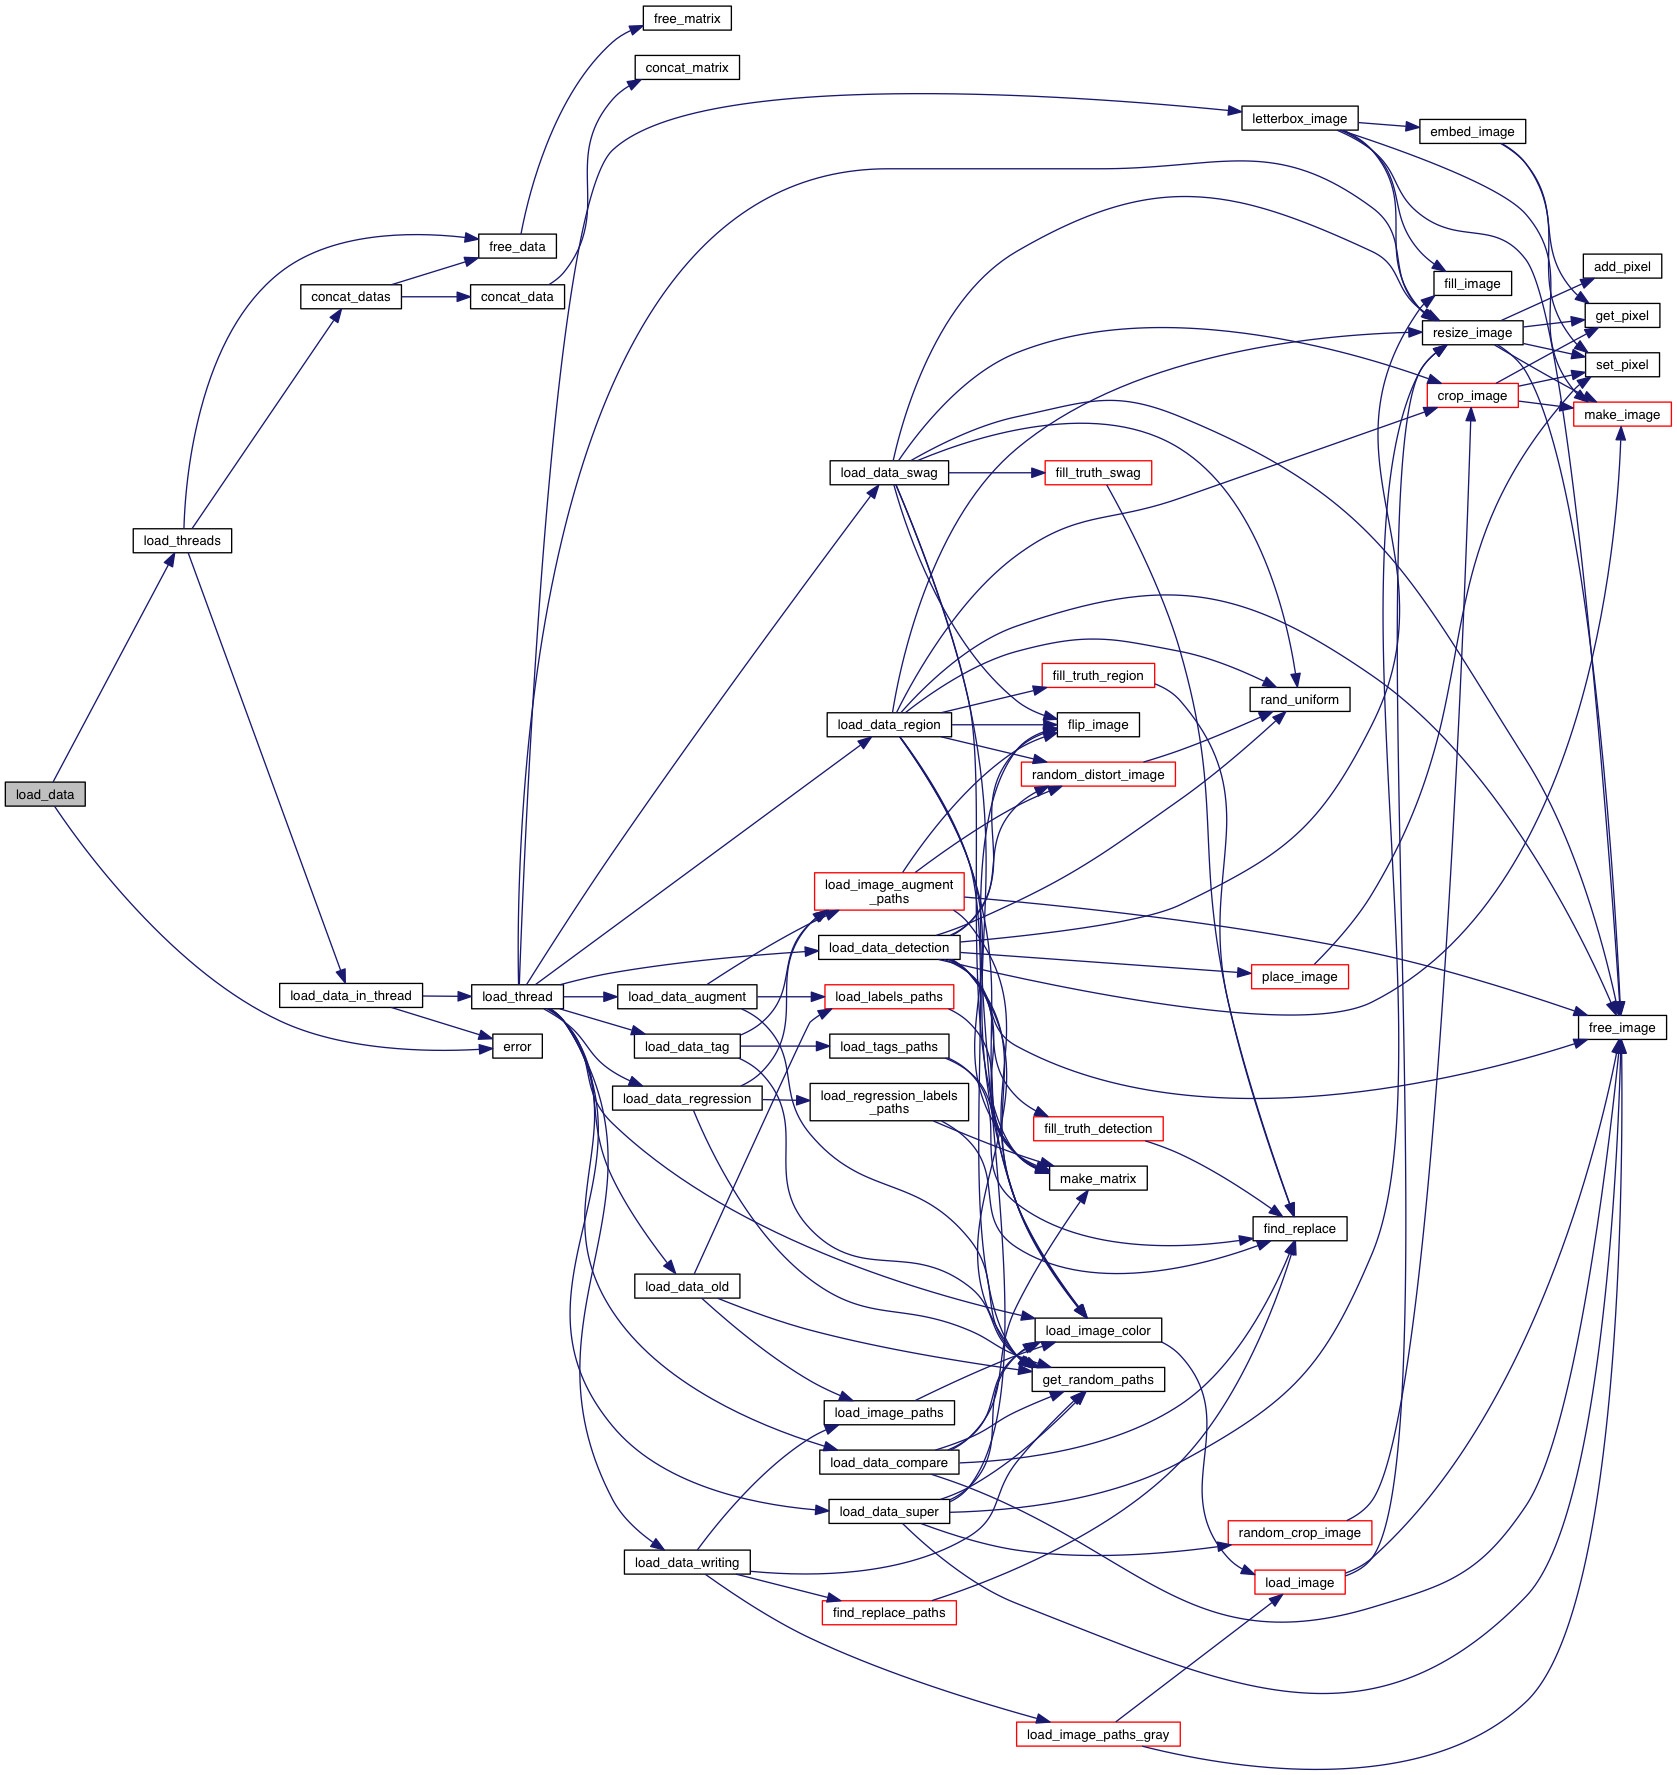 free_matrix
concat_matrix
letterbox_image
embed_image
free_data
add_pixel
concat_datas
concat_data
fill_image
get_pixel
resize_image
set_pixel
crop_image
make_image
load_data_swag
fill_truth_swag
load_threads
fill_truth_region
rand_uniform
load_data_region
flip_image
random_distort_image
load_data
load_image_augment
_paths
load_data_detection
place_image
load_data_in_thread
load_thread
load_data_augment
load_labels_paths
free_image
error
load_data_tag
load_tags_paths
load_data_regression
load_regression_labels
_paths
fill_truth_detection
make_matrix
find_replace
load_data_old
load_image_color
get_random_paths
load_image_paths
load_data_compare
load_data_super
random_crop_image
load_data_writing
load_image
find_replace_paths
load_image_paths_gray